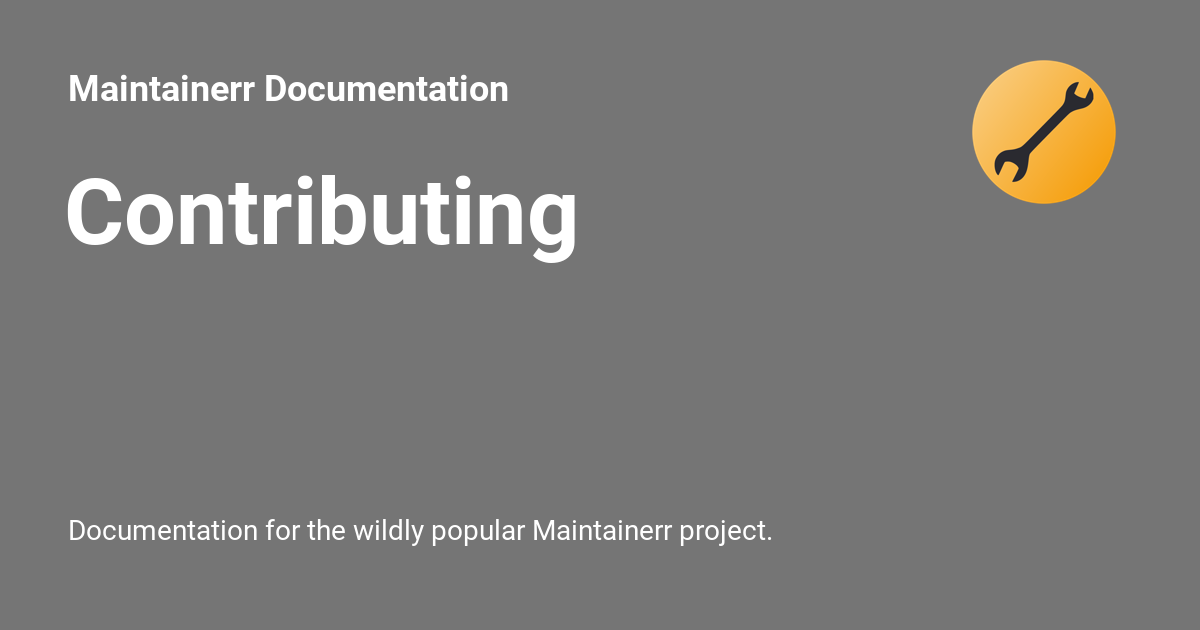 Maintainerr Documentation
Contributing
Documentation for the wildly popular Maintainerr project.